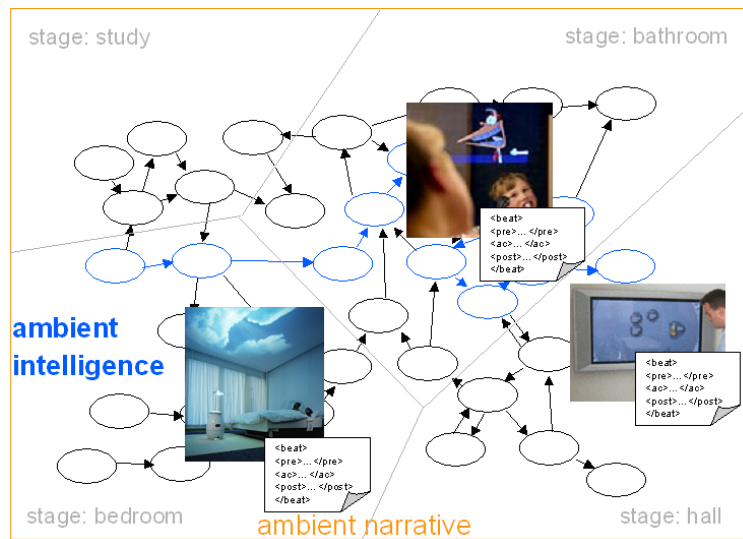 stage: study
stage: bathroom
<beat>
<pre>... </pre>
<ac>... </ac>
<post>... </post>
</beat>
ambient
intelligence
<beat>
<pre>... </pre>
<ac>... </ac>
<post>... </post>
</beat>
<beat>
<pre>... </pre>
<ac>... </ac>
<post>... </post>
</beat>
stage: bedroom
ambient narrative
stage: hall